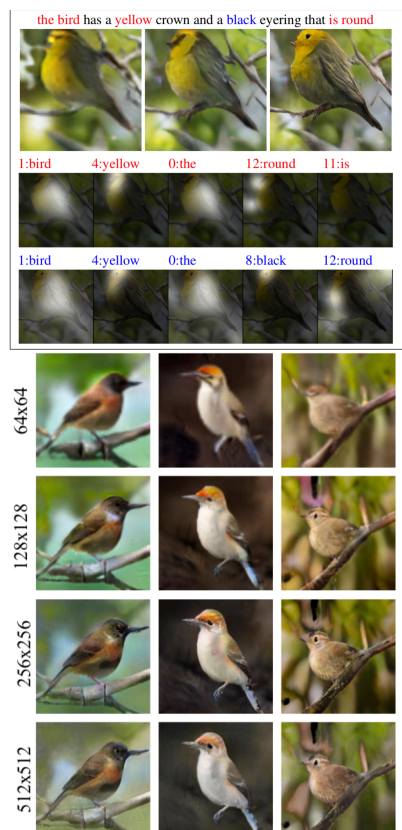 the bird has a yellow crown and a black eyering that is round
1:bird 4:yellow 0:the 12:round 11:is
1:bird 4:yellow 0:the 8:black 12:round
64x64
128x128
256x256
512x512